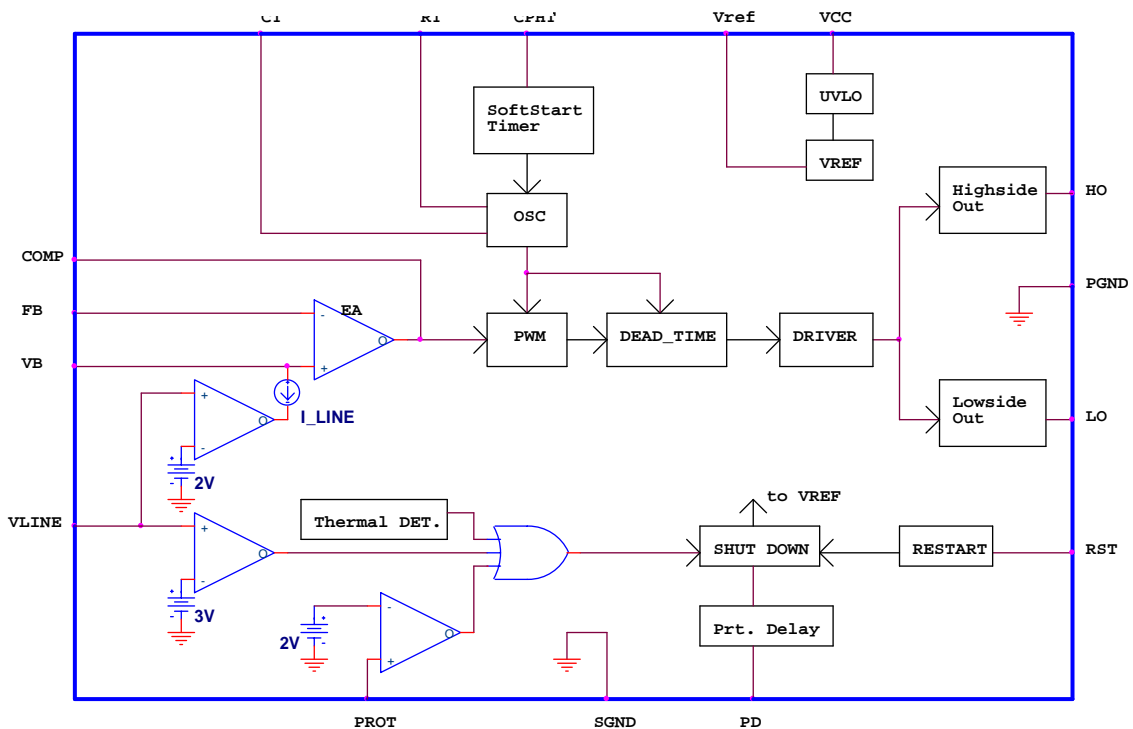 CT RT Vref VCC
SoftStart
Timer
UVLO
VREF
OSC
Highside
Out
HO
COMP
PGND
FB
EA
PWM
DEAD_TIME
DRIVER
VB
I_LINE
Lowside
Out
LO
2V
to VREF
VLINE
Thermal DET.
SHUT DOWN
RESTART
RST
3V
2V
Prt. Delay
PROT
SGND
PD